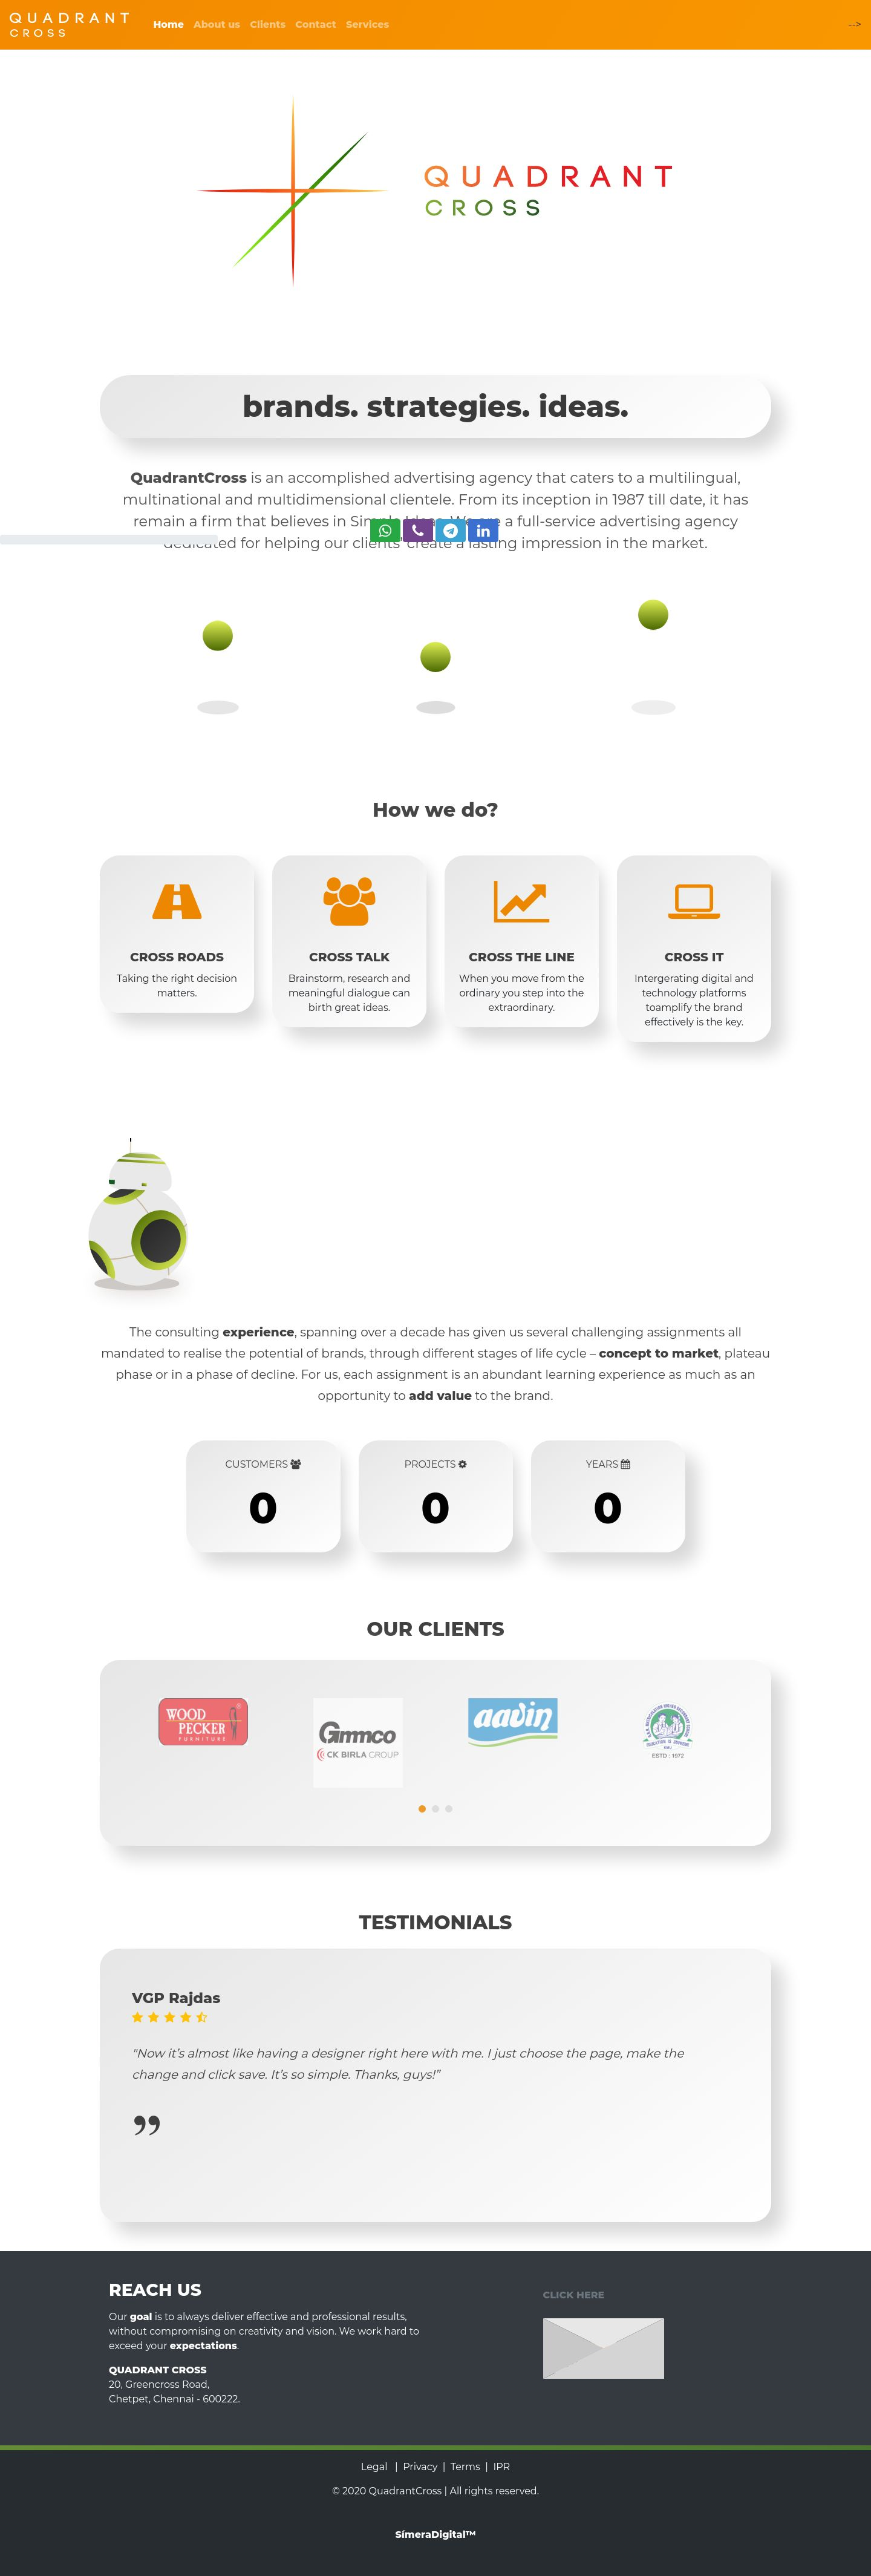 QUADRANT
CROSS
Home About us Clients Contact Services
-->
QUADRANT
CROSS
brands. strategies. ideas.
QuadrantCross is an accomplished advertising agency that caters to a multilingual,
multinational and multidimensional clientele. From its inception in 1987 till date, it has
remain a firm that believes in Simple Ideas. We are a full-service advertising agency
dedicated for helping our clients' create a lasting impression in the market.
How we do?
CROSS ROADS
Taking the right decision
matters.
CROSS TALK
Brainstorm, research and
meaningful dialogue can
birth great ideas.
CROSS THE LINE
When you move from the
ordinary you step into the
extraordinary.
CROSS IT
Intergerating digital and
technology platforms
toamplify the brand
effectively is the key.
The consulting experience, spanning over a decade has given us several challenging assignments all
mandated to realise the potential of brands, through different stages of life cycle – concept to market, plateau
phase or in a phase of decline. For us, each assignment is an abundant learning experience as much as an
opportunity to add value to the brand.
CUSTOMERS
0
PROJECTS
0
YEARS
0
OUR CLIENTS
WOOD
PECKER
FURNITURE
Gmmco
CK BIRLA GROUP
aavin
ESTD : 1972
TESTIMONIALS
VGP Rajdas
"Now it’s almost like having a designer right here with me. I just choose the page, make the
change and click save. It’s so simple. Thanks, guys!”
”
REACH US
Our goal is to always deliver effective and professional results,
without compromising on creativity and vision. We work hard to
exceed your expectations.
QUADRANT CROSS
20, Greencross Road,
Chetpet, Chennai - 600222.
CLICK HERE
Legal | Privacy | Terms | IPR
© 2020 QuadrantCross | All rights reserved.
SímeraDigital™